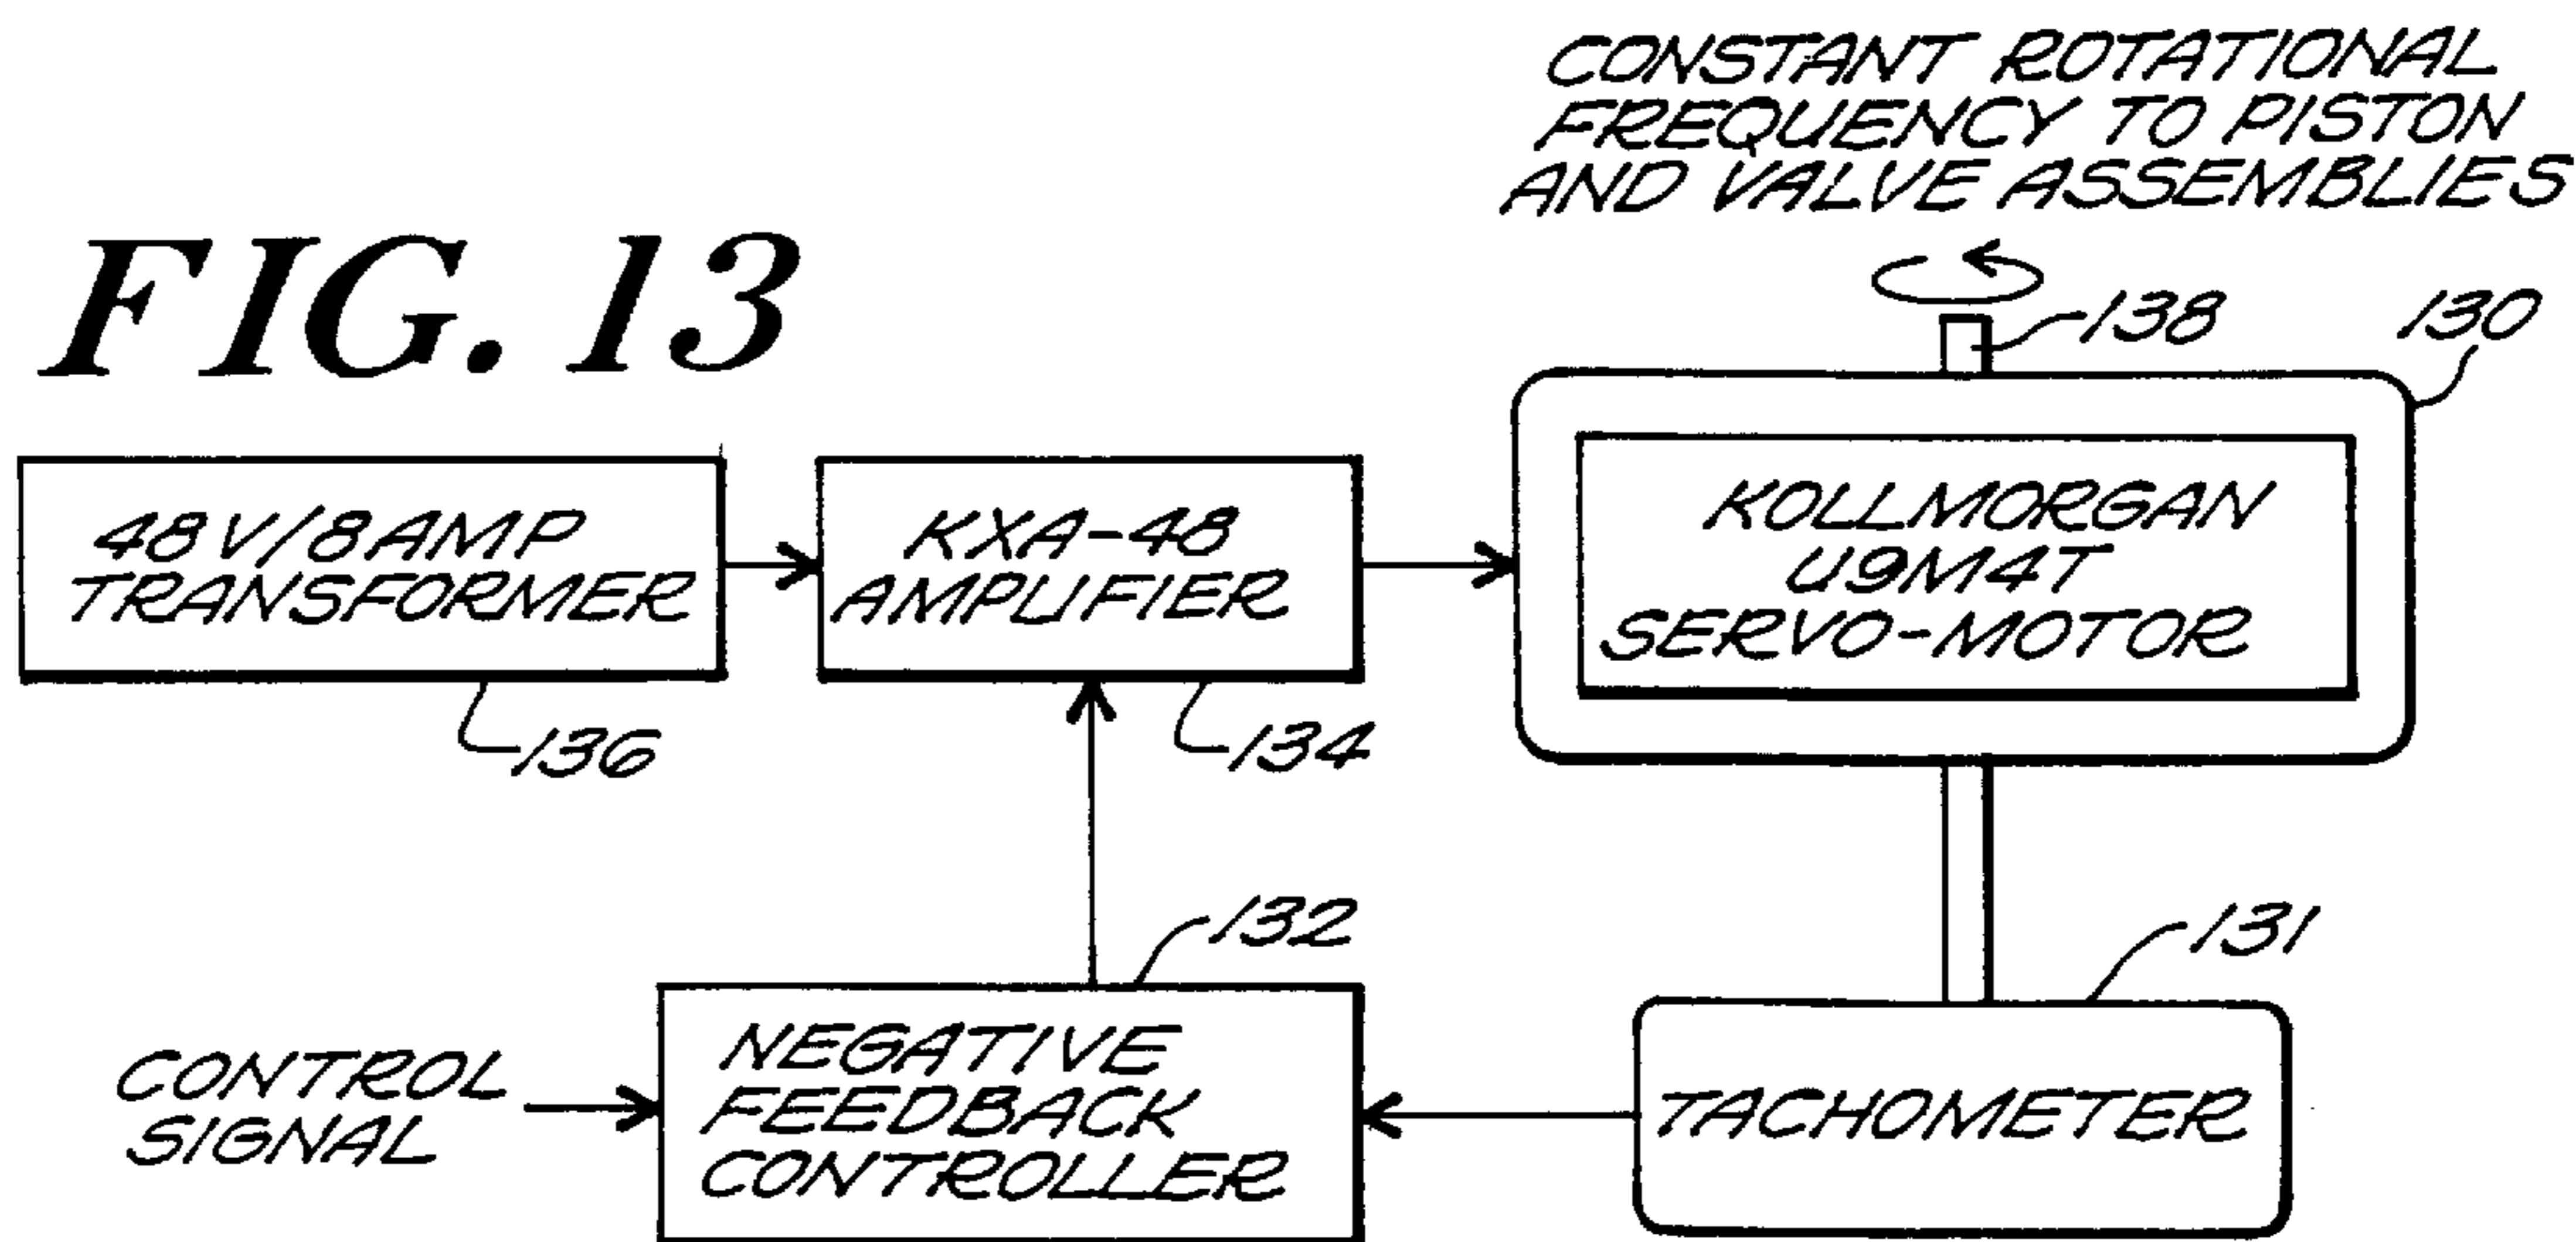 CONSTANT ROTATIONAL
FREQUENCY TO PISTON
AND VALVE ASSEMBLIES
FIG. 13
138
130
48V/8AMP
TRANSFORMER
136
KXA-48
AMPLIFIER
134
KOLLMORGAN
U9M4T
SERVO-MOTOR
132
131
CONTROL
SIGNAL
NEGATIVE
FEEDBACK
CONTROLLER
TACHOMETER